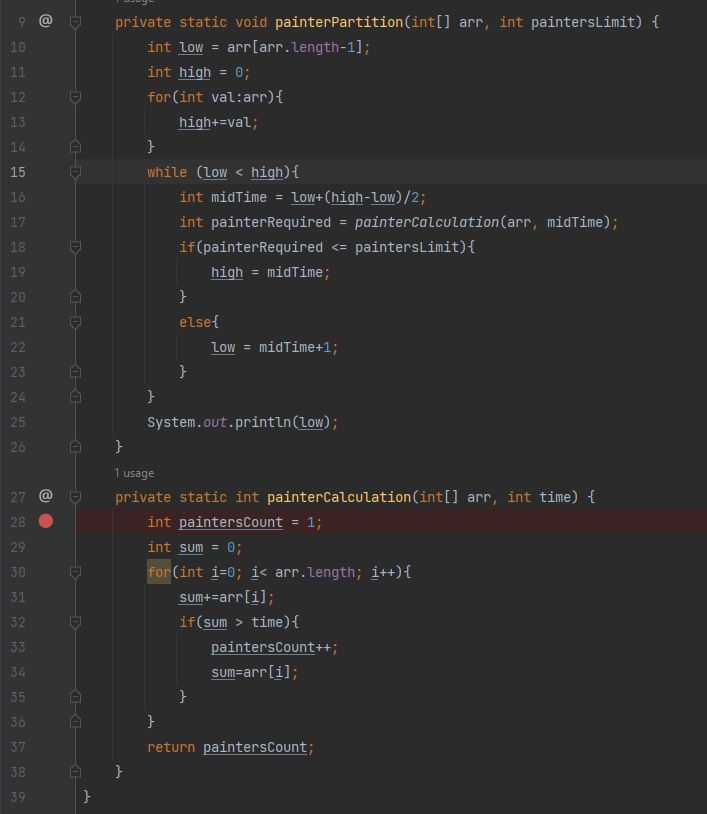 1 usage
9 @ private static void painterPartition(int[] arr, int paintersLimit) {
10 int low = arr[arr.length-1];
11 int high = 0;
12 for(int val:arr){
13 high+=val;
14 }
15 while (low < high){
16 int midTime = low+(high-low)/2;
17 int painterRequired = painterCalculation(arr, midTime);
18 if(painterRequired <= paintersLimit){
19 high = midTime;
20 }
21 else{
22 low = midTime+1;
23 }
24 }
25 System.out.println(low);
26 }
1 usage
27 @ private static int painterCalculation(int[] arr, int time) {
28 int paintersCount = 1;
29 int sum = 0;
30 for(int i=0; i< arr.length; i++){
31 sum+=arr[i];
32 if(sum > time){
33 paintersCount++;
34 sum=arr[i];
35 }
36 }
37 return paintersCount;
38 }
39 }